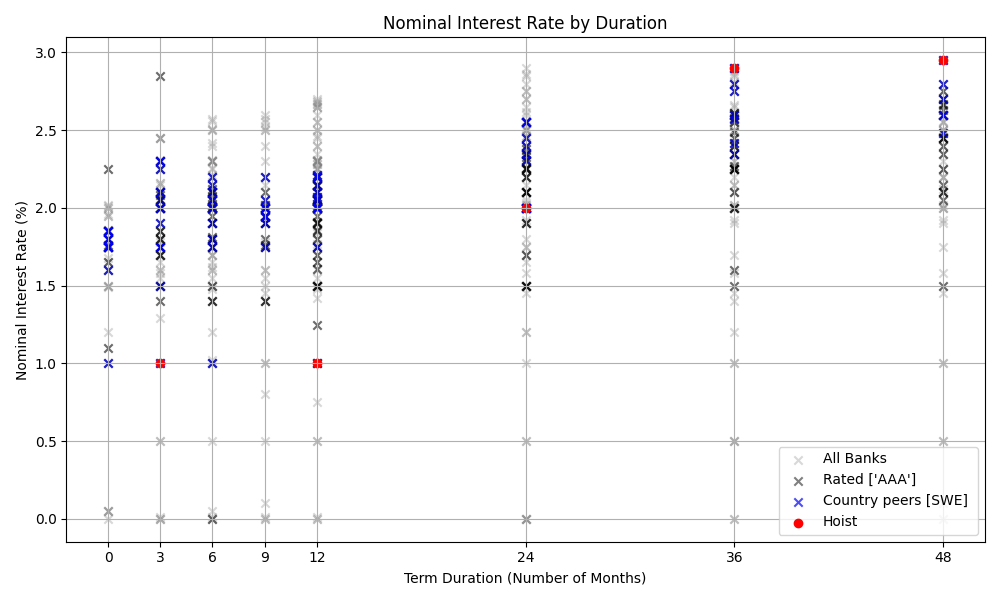 Nominal Interest Rate by Duration
Nominal Interest Rate (%)
3.0
2.5
2.0
1.5
1.0
0.5
0.0
All Banks
Rated ['AAA']
Country peers [SWE]
Hoist
0 3 6 9 12 24 36 48
Term Duration (Number of Months)